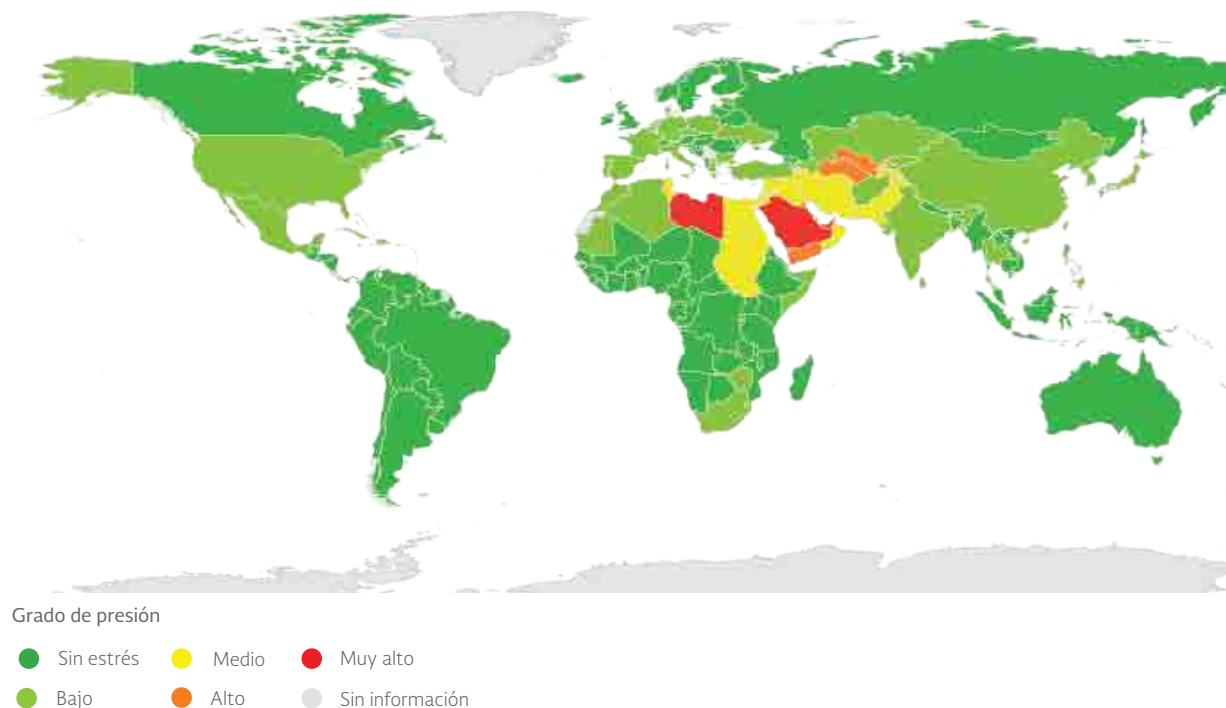 Grado de presión
Sin estrés
Medio
Muy alto
Bajo
Alto
Sin información